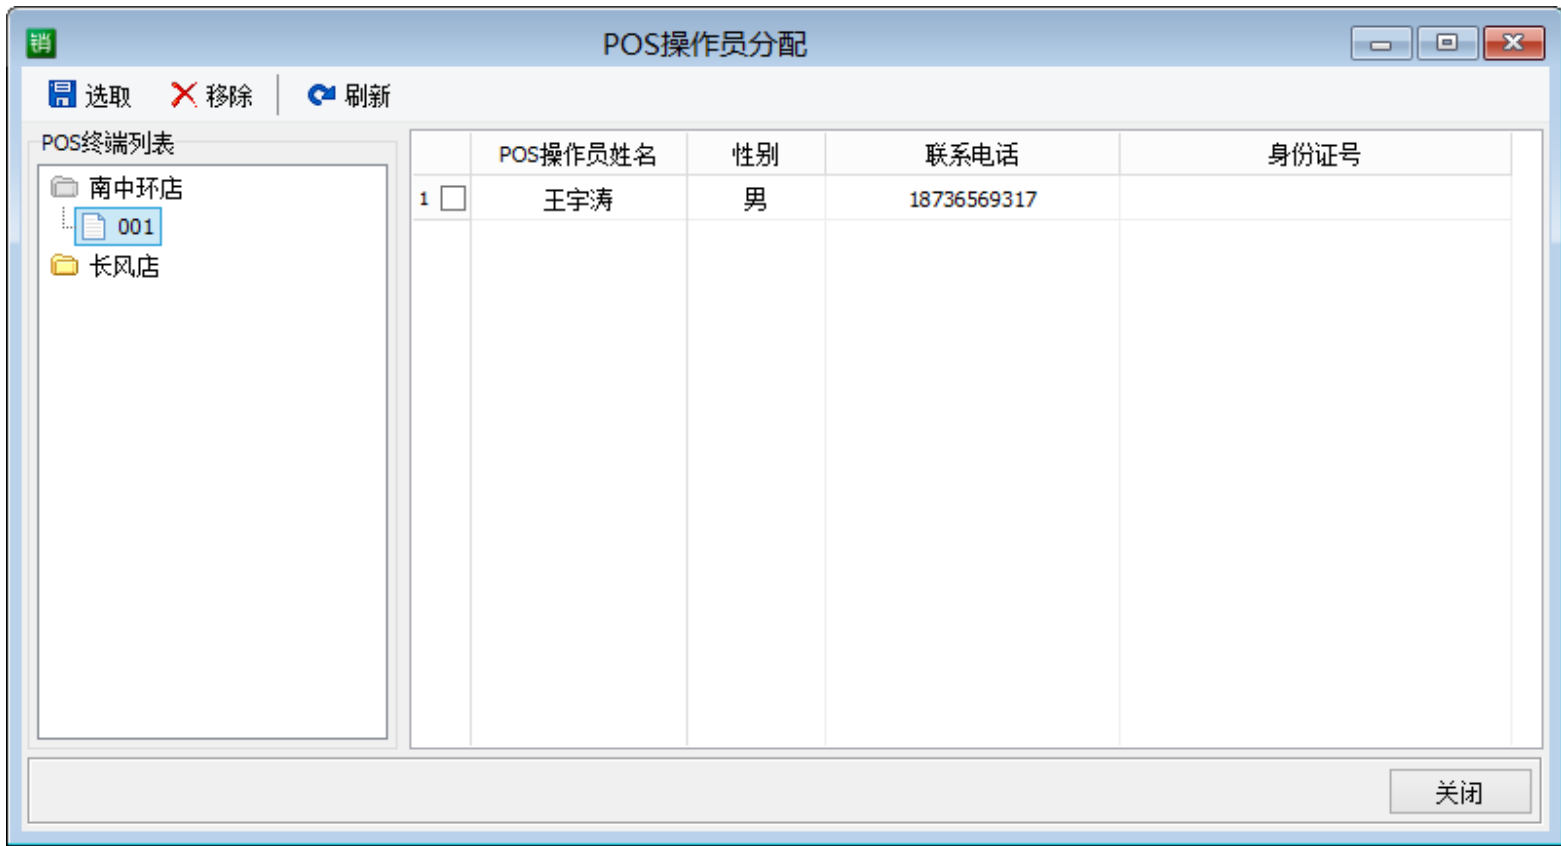 销 POS操作员分配
选取 移除 刷新
POS终端列表
南中环店
001
长风店
POS操作员姓名 性别 联系电话 身份证号
1 王宇涛 男 18736569317
关闭